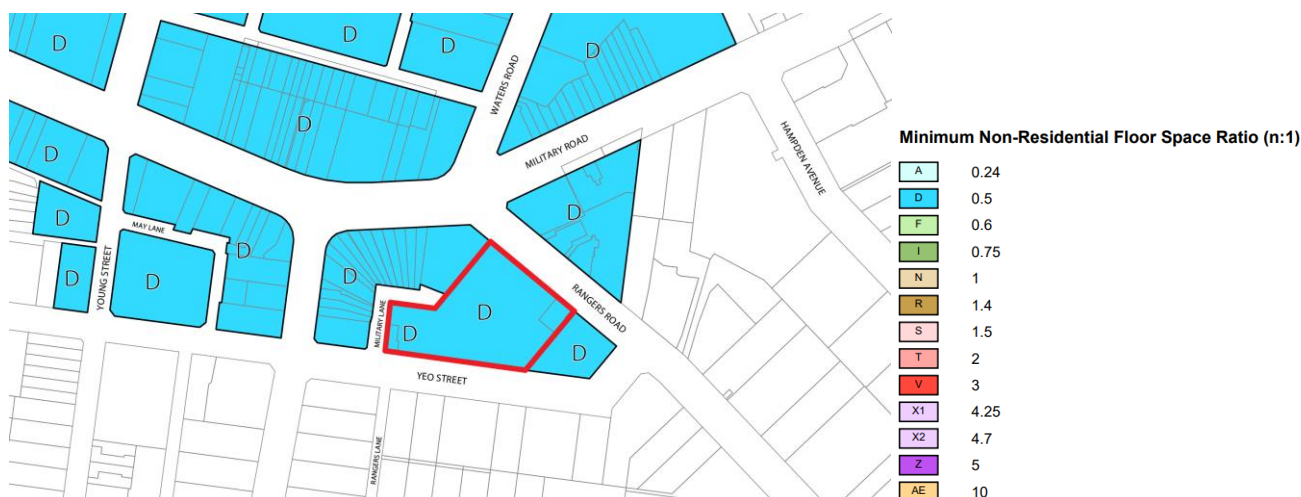 D
D
D
D
D
WATERS ROAD
MILITARY ROAD
HAMPDEN AVENUE
D
D
D
MAY LANE
D
D
D
YOUNG STREET
D
MILITARY LANE
D
D
RANGERS ROAD
D
YEO STREET
RANGERS LANE
Minimum Non-Residential Floor Space Ratio (n:1)
A 0.24
D 0.5
F 0.6
I 0.75
N 1
R 1.4
S 1.5
T 2
V 3
X1 4.25
X2 4.7
Z 5
AE 10